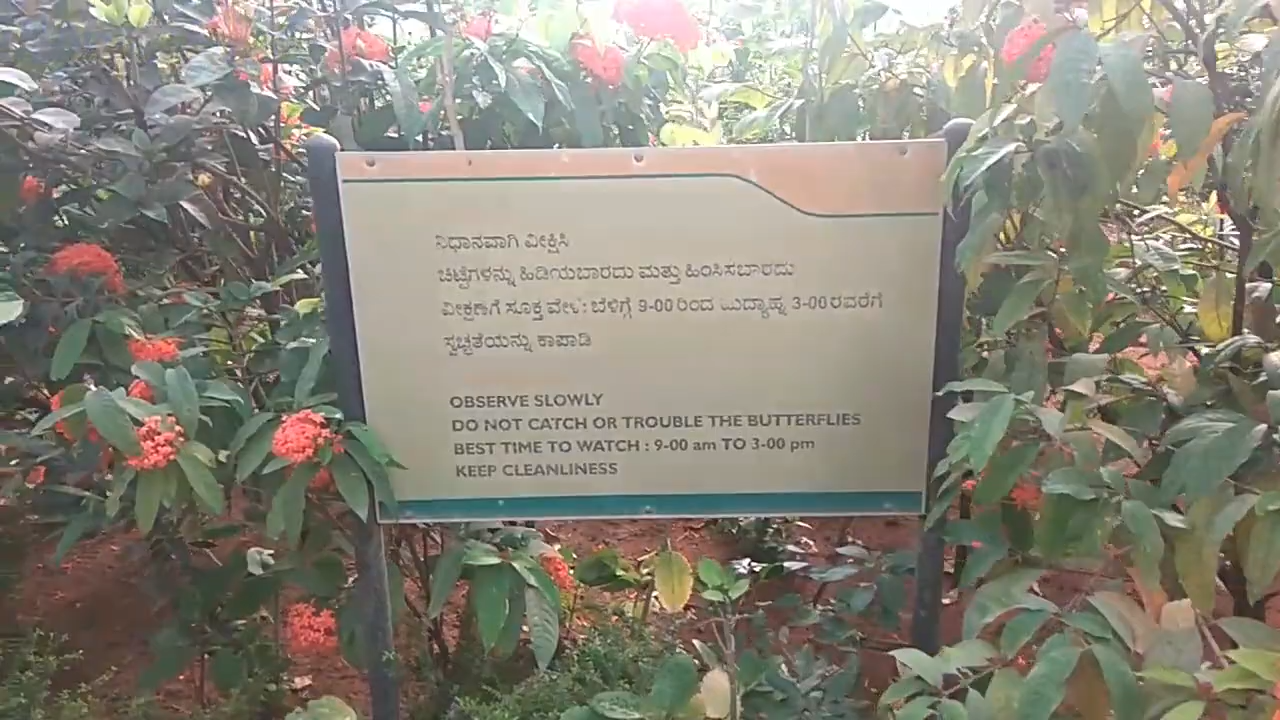 ನಿಧಾನವಾಗಿ ವೀಕ್ಷಿಸಿ
ಚಿಟ್ಟೆಗಳನ್ನು ಹಿಡಿಯಬಾರದು ಮತ್ತು ಹಿಂಸಿಸಬಾರದು
ವೀಕ್ಷಣೆಗೆ ಸೂಕ್ತ ವೇಳೆ : ಬೆಳಿಗ್ಗೆ 9-00 ರಿಂದ ಮಧ್ಯಾಹ್ನ 3-00 ರವರೆಗೆ
ಸ್ವಚ್ಛತೆಯನ್ನು ಕಾಪಾಡಿ
OBSERVE SLOWLY
DO NOT CATCH OR TROUBLE THE BUTTERFLIES
BEST TIME TO WATCH : 9-00 am TO 3-00 pm
KEEP CLEANLINESS